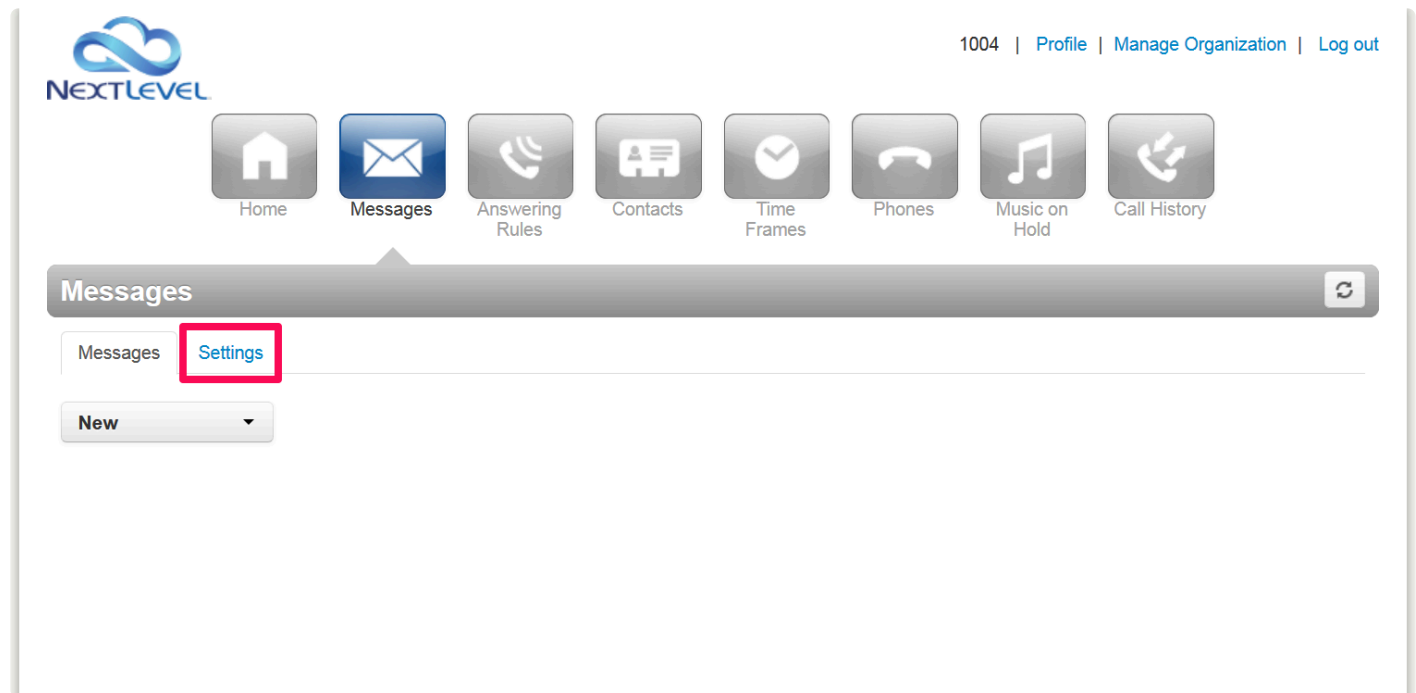 NEXTLEVEL
1004 | Profile | Manage Organization | Log out
Home
Messages
Answering
Rules
Contacts
Time
Frames
Phones
Music on
Hold
Call History
Messages
Messages
Settings
New